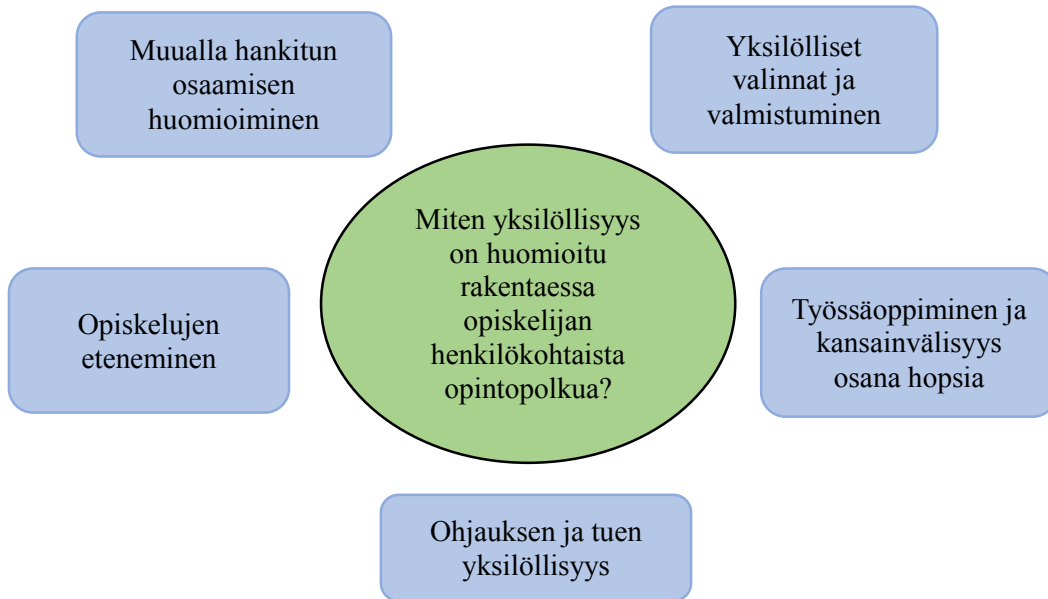 Muualla hankitun
osaamisen
huomioiminen
Yksilölliset
valinnat ja
valmistuminen
Miten yksilöllisyys
on huomioitu
rakentaessa
opiskelijan
henkilökohtaista
opintopolkua?
Opiskelujen
eteneminen
Työssäoppiminen ja
kansainvälisyys
osana hopsia
Ohjauksen ja tuen
yksilöllisyys